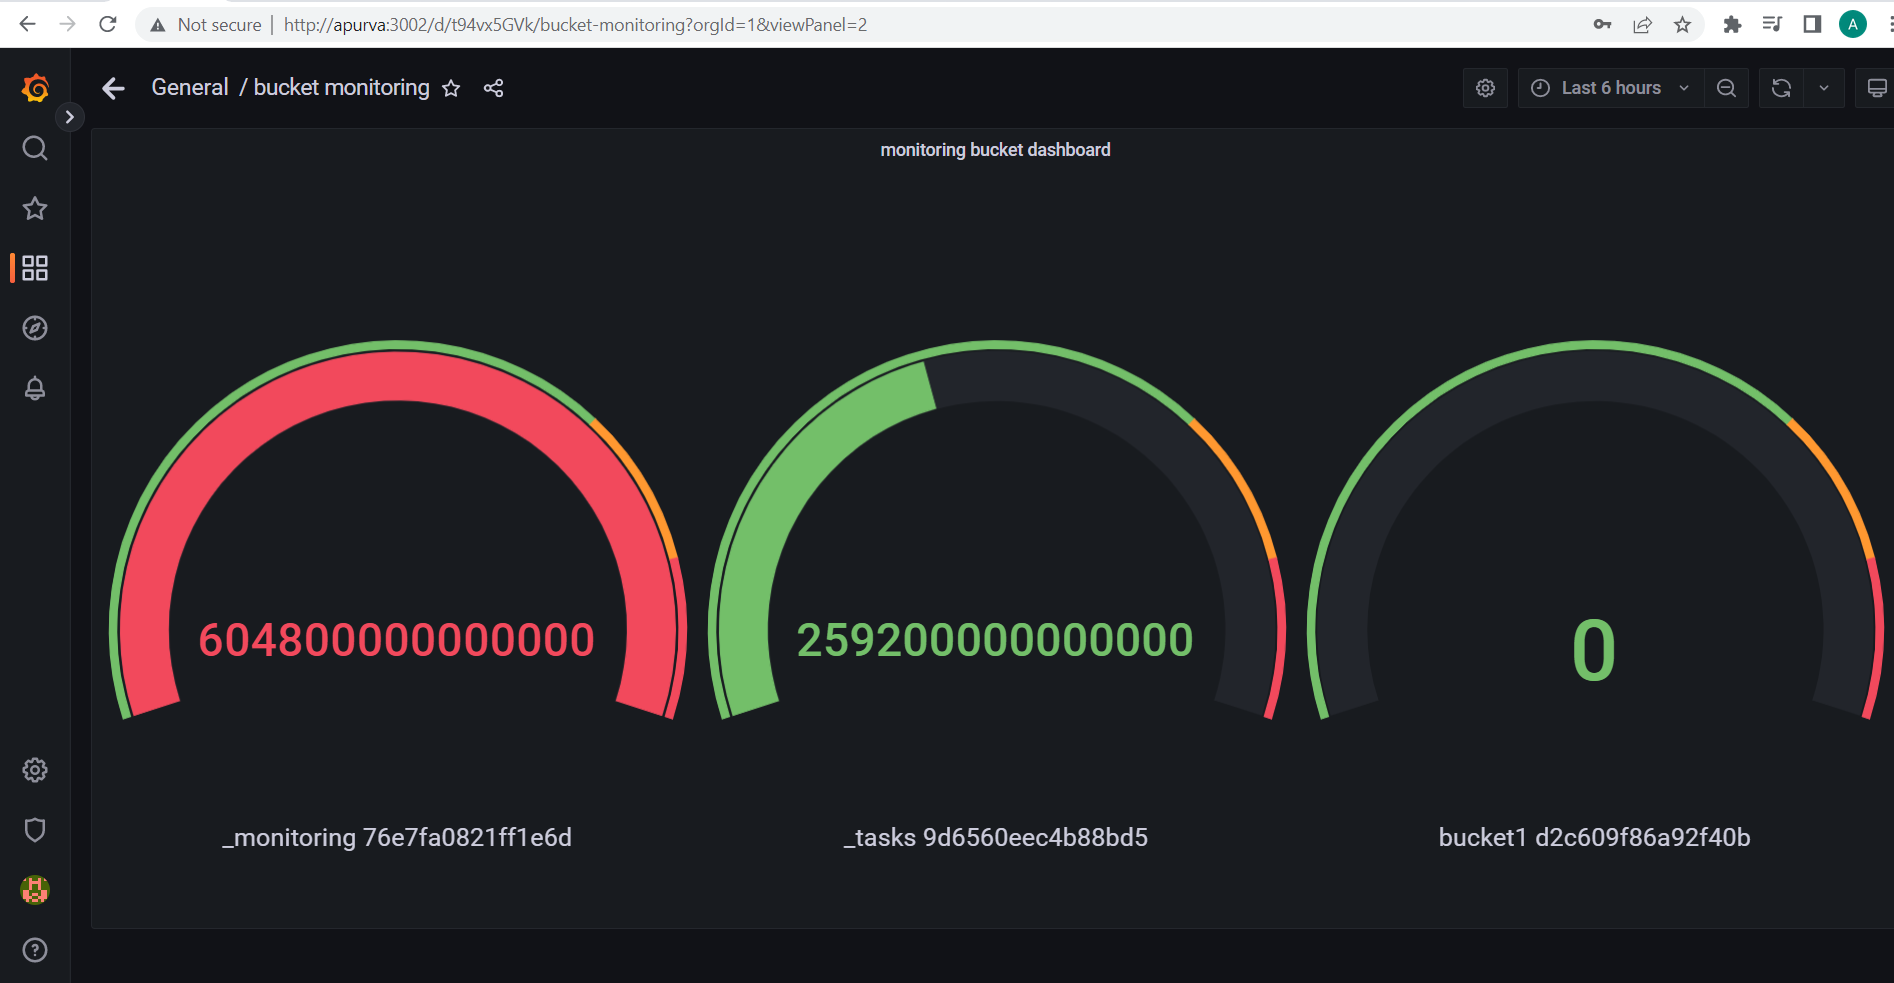 Not secure | http://apurva:3002/d/t94vx5GVk/bucket-monitoring?orgId=1&viewPanel=2
A
General / bucket monitoring
Last 6 hours
monitoring bucket dashboard
604800000000000
259200000000000
0
_monitoring 76e7fa0821ff1e6d
_tasks 9d6560eec4b88bd5
bucket1 d2c609f86a92f40b